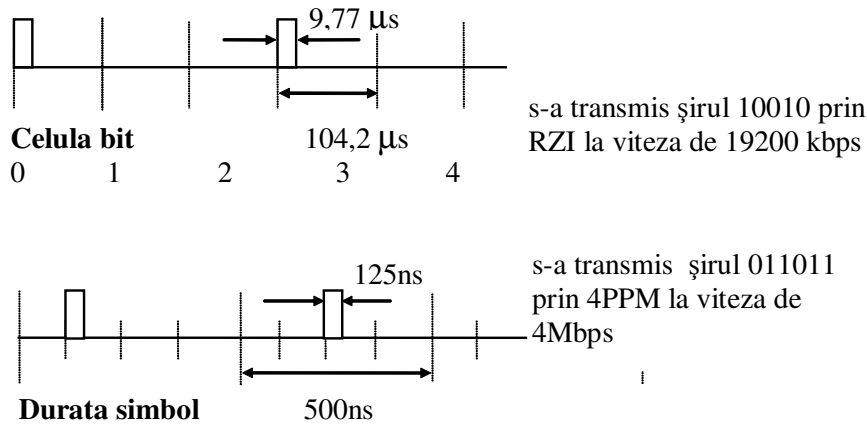 9,77 µs
s-a transmis şirul 10010 prin
RZI la viteza de 19200 kbps
Celula bit 104,2 µs
0 1 2 3 4
125ns
s-a transmis şirul 011011
prin 4PPM la viteza de
4Mbps
Durata simbol 500ns